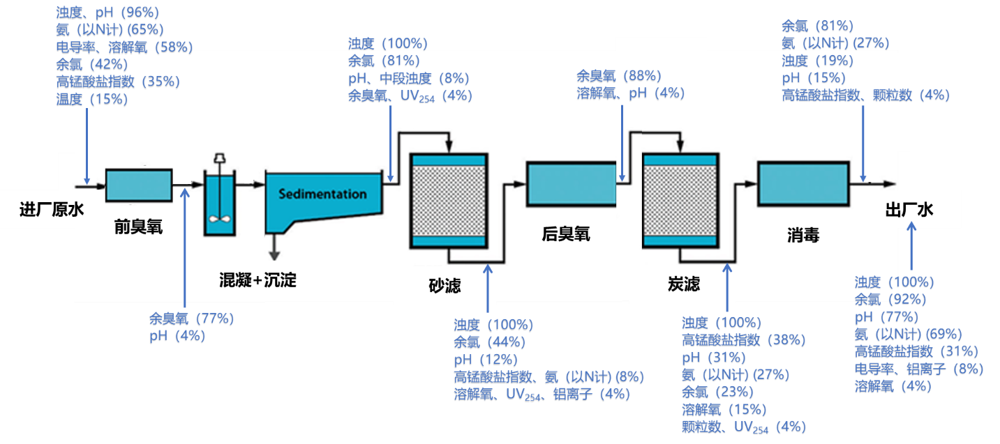 浊度、pH（96%）
氨（以N计）(65%）
电导率、溶解氧（58%）
余氯（42%）
高锰酸盐指数（35%）
温度（15%）
浊度（100%）
余氯（81%）
pH、中段浊度（8%）
余臭氧、UV254（4%）
余臭氧（88%）
溶解氧、pH（4%）
余氯（81%）
氨（以N计）(27%）
浊度（19%）
pH（15%）
高锰酸盐指数、颗粒数（4%）
进厂原水
前臭氧
Sedimentation
混凝+沉淀
砂滤
后臭氧
炭滤
消毒
出厂水
余臭氧（77%）
pH（4%）
浊度（100%）
余氯（44%）
pH（12%）
高锰酸盐指数、氨（以N计）(8%）
溶解氧、UV254、铝离子（4%）
浊度（100%）
高锰酸盐指数（38%）
pH（31%）
氨（以N计）(27%）
余氯（23%）
溶解氧（15%）
颗粒数、UV254（4%）
浊度（100%）
余氯（92%）
pH（77%）
氨（以N计）(69%）
高锰酸盐指数（31%）
电导率、铝离子（8%）
溶解氧（4%）